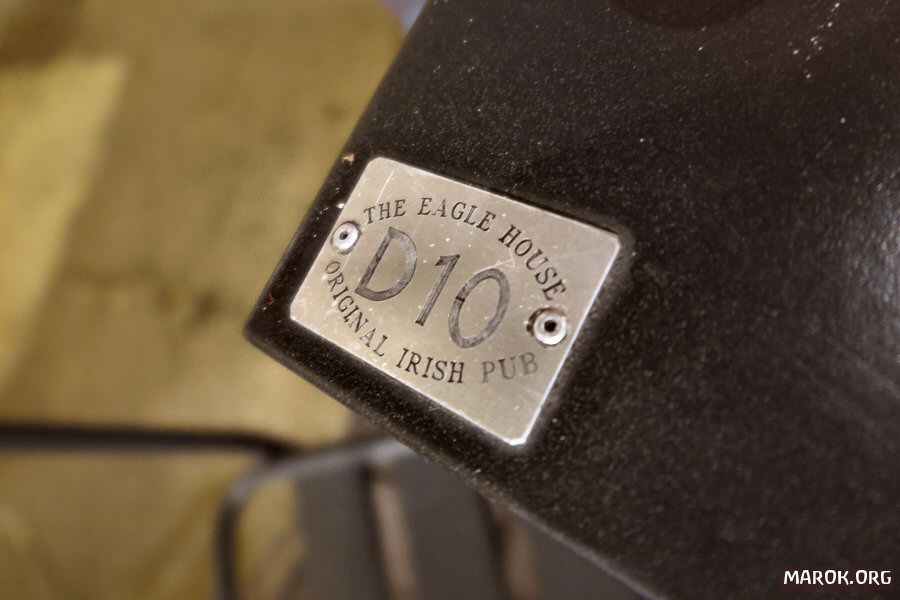 THE EAGLE HOUSE
D10
ORIGINAL IRISH PUB
MAROK.ORG